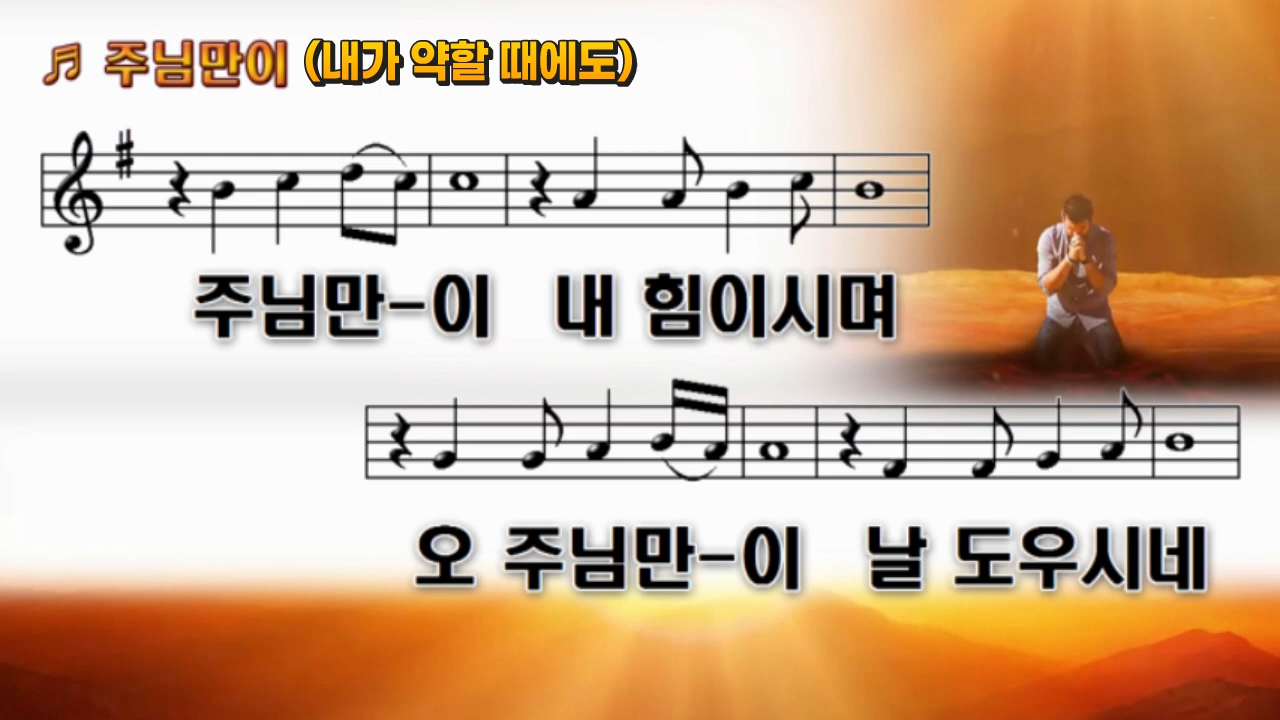 ♬ 주님만이 (내가 약할 때에도)
주님만-이 내 힘이시며
오 주님만-이 날 도우시네